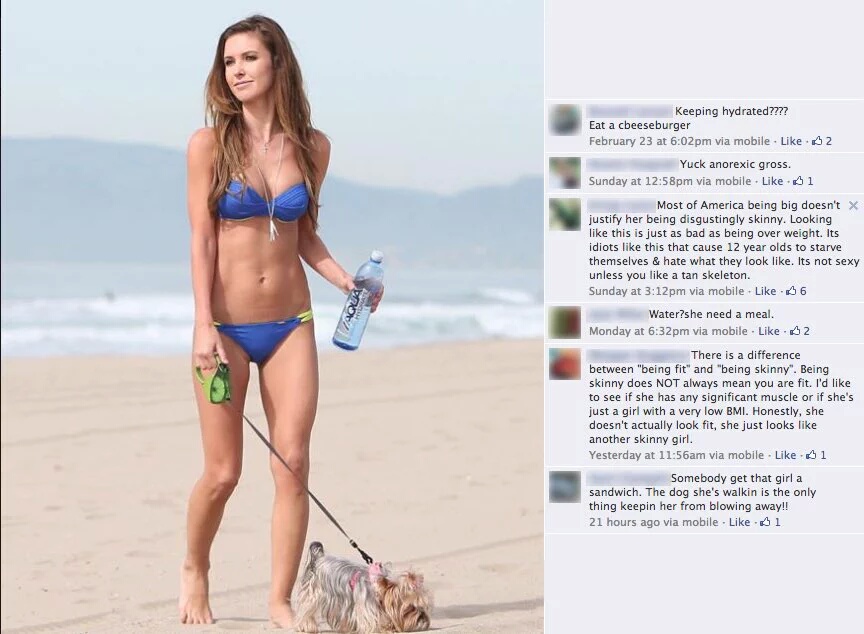 AQUA
Keeping hydrated????
Eat a cbeeseburger
February 23 at 6:02pm via mobile · Like · 2
Yuck anorexic gross.
Sunday at 12:58pm via mobile · Like · 1
Most of America being big doesn't
justify her being disgustingly skinny. Looking
like this is just as bad as being over weight. Its
idiots like this that cause 12 year olds to starve
themselves & hate what they look like. Its not sexy
unless you like a tan skeleton.
Sunday at 3:12pm via mobile · Like · 6
Water?she need a meal.
Monday at 6:32pm via mobile · Like · 2
There is a difference
between "being fit" and "being skinny". Being
skinny does NOT always mean you are fit. I'd like
to see if she has any significant muscle or if she's
just a girl with a very low BMI. Honestly, she
doesn't actually look fit, she just looks like
another skinny girl.
Yesterday at 11:56am via mobile · Like · 1
Somebody get that girl a
sandwich. The dog she's walkin is the only
thing keepin her from blowing away!!
21 hours ago via mobile · Like · 1